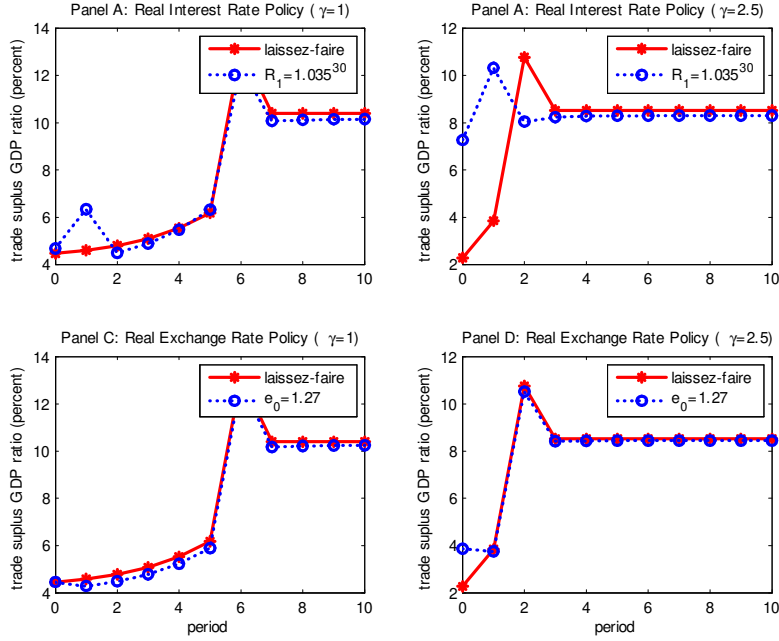 Panel A: Real Interest Rate Policy ( γ=1)
14
12
10
8
6
4
0 2 4 6 8 10
trade suplus GDP ratio (percent)
laissez-faire
R1=1.035^30
Panel A: Real Interest Rate Policy (γ=2.5)
12
10
8
6
4
2
0 2 4 6 8 10
trade suplus GDP ratio (percent)
laissez-faire
R1=1.035^30
Panel C: Real Exchange Rate Policy ( γ=1)
14
12
10
8
6
4
0 2 4 6 8 10
trade suplus GDP ratio (percent)
period
laissez-faire
e0=1.27
Panel D: Real Exchange Rate Policy ( γ=2.5)
12
10
8
6
4
2
0 2 4 6 8 10
trade suplus GDP ratio (percent)
period
laissez-faire
e0=1.27